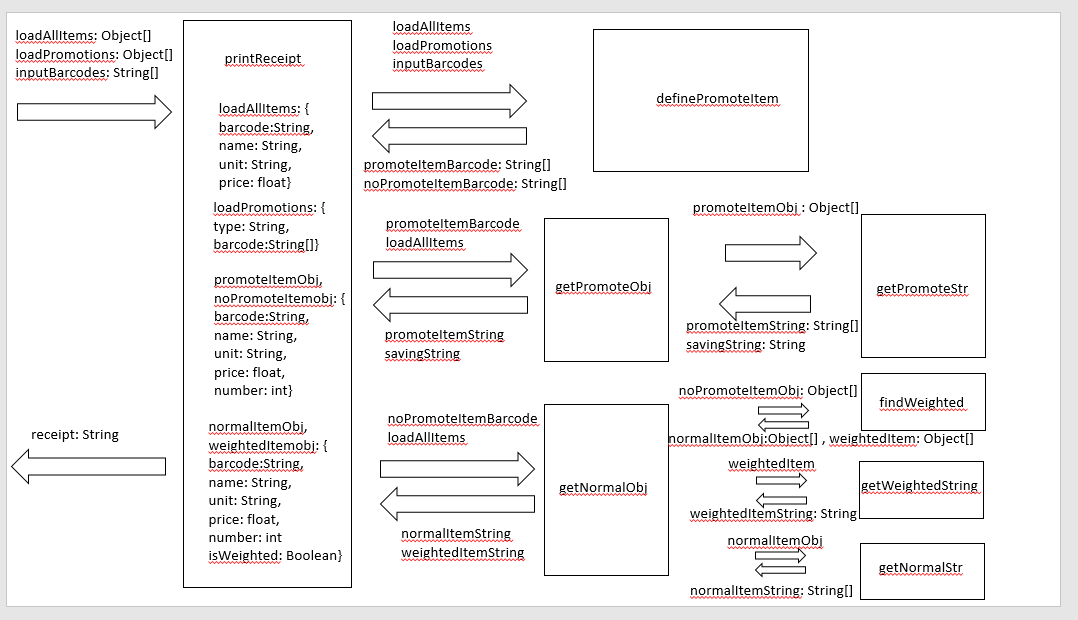 loadAllItems: Object[]
loadPromotions: Object[]
inputBarcodes: String[]
receipt: String
printReceipt
loadAllItems: {
barcode:String,
name: String,
unit: String,
price: float}
loadPromotions: {
type: String,
barcode:String[]}
promoteItemObj,
noPromoteItemobj: {
barcode:String,
name: String,
unit: String,
price: float,
number: int}
normalItemObj,
weightedItemobj: {
barcode:String,
name: String,
unit: String,
price: float,
number: int
isWeighted: Boolean}
loadAllItems
loadPromotions
inputBarcodes
promoteItemBarcode: String[]
noPromoteItemBarcode: String[]
definePromoteItem
promoteItemBarcode
loadAllItems
promoteItemString
savingString
getPromoteObj
promoteItemObj : Object[]
promoteItemString: String[]
savingString: String
getPromoteStr
noPromoteItemBarcode
loadAllItems
normalItemString
weightedItemString
getNormalObj
noPromoteItemObj: Object[]
normalItemObj:Object[] , weightedItem: Object[]
findWeighted
weightedItem
weightedItemString: String
getWeightedString
normalItemObj
normalItemString: String[]
getNormalStr